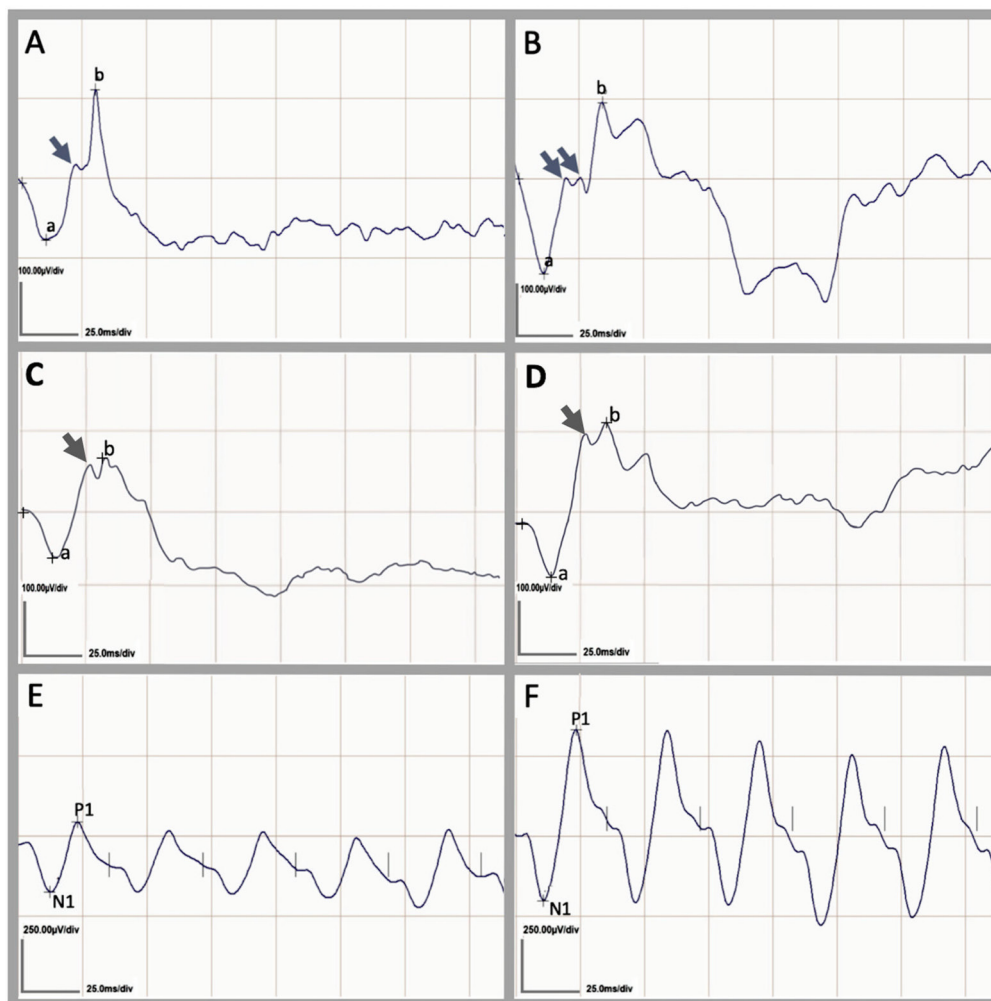 A
b
a
100.00µV/div
25.0ms/div
B
b
a
100.00µV/div
25.0ms/div
C
b
a
100.00µV/div
25.0ms/div
D
b
a
100.00µV/div
25.0ms/div
E
P1
N1
250.00µV/div
25.0ms/div
F
P1
N1
250.00µV/div
25.0ms/div